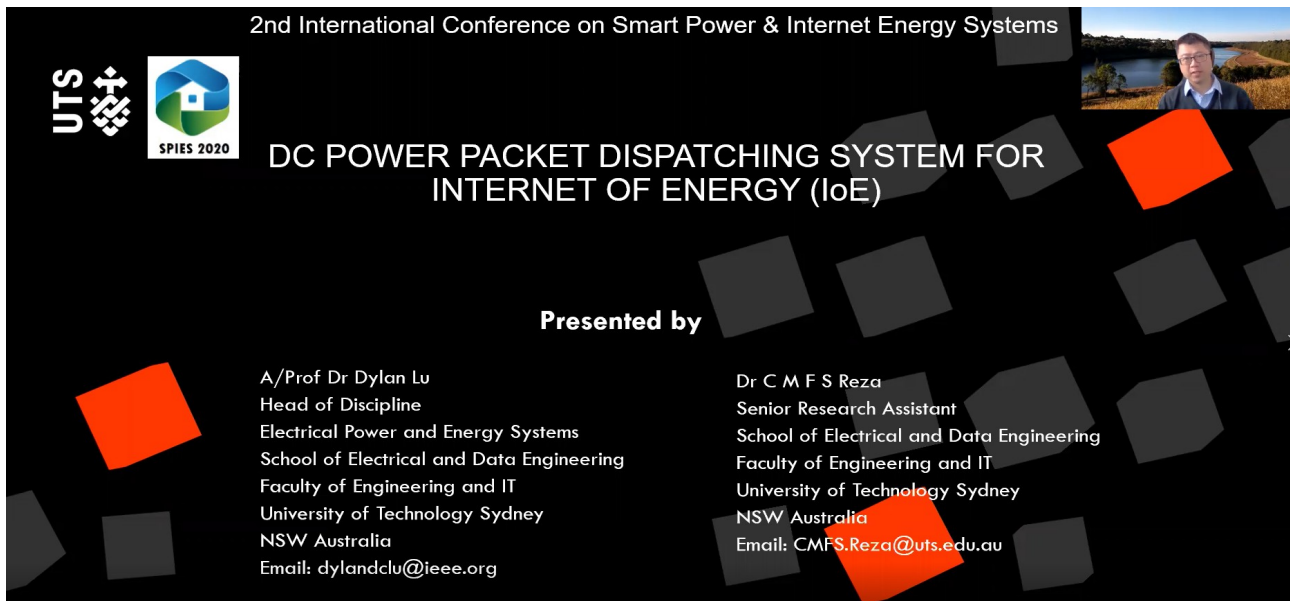 2nd International Conference on Smart Power & Internet Energy Systems
UTS
SPIES 2020
DC POWER PACKET DISPATCHING SYSTEM FOR
INTERNET OF ENERGY (IoE)
Presented by
A/Prof Dr Dylan Lu
Head of Discipline
Electrical Power and Energy Systems
School of Electrical and Data Engineering
Faculty of Engineering and IT
University of Technology Sydney
NSW Australia
Email: dylandclu@ieee.org
Dr C M F S Reza
Senior Research Assistant
School of Electrical and Data Engineering
Faculty of Engineering and IT
University of Technology Sydney
NSW Australia
Email: CMFS.Reza@uts.edu.au